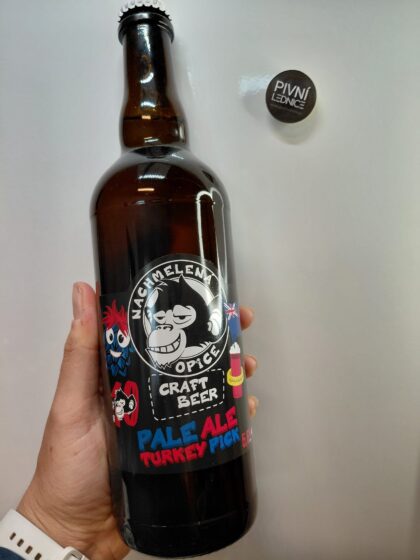 PIVNÍ
LEDNICE
NACHMELENÁ
OPICE
CRAFT
BEER
PALE ALE
TURKEY PICK